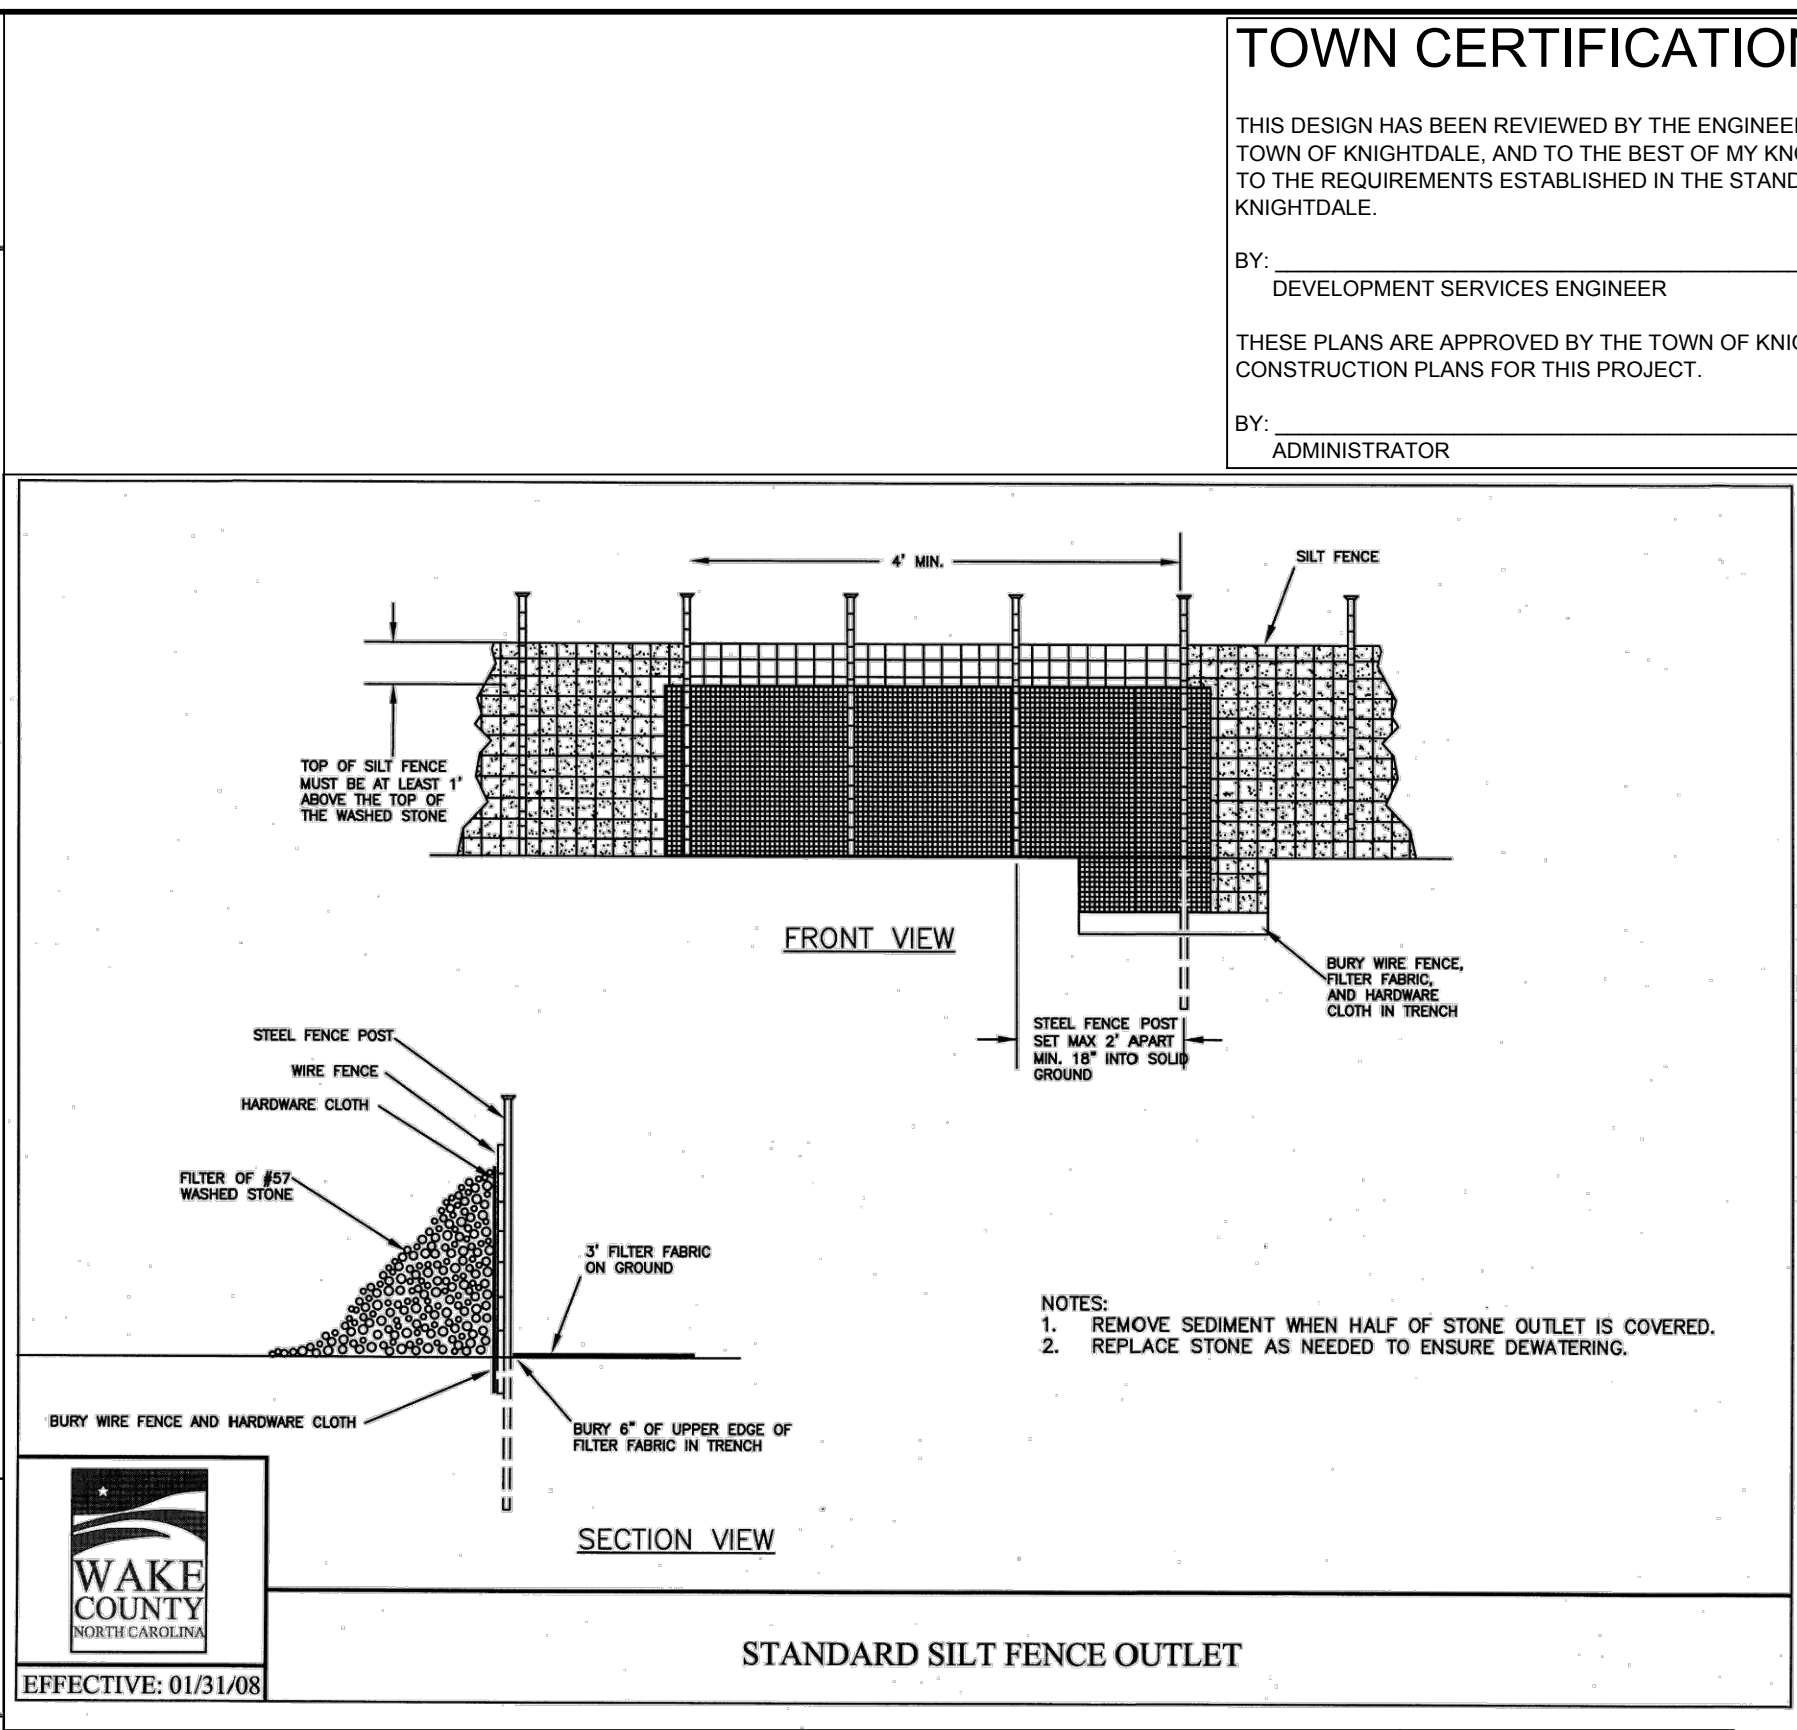 TOWN CERTIFICATION
THIS DESIGN HAS BEEN REVIEWED BY THE
TOWN OF KNIGHTDALE, AND TO THE BEST OF MY
TO THE REQUIREMENTS ESTABLISHED IN THE
KNIGHTDALE.
BY:
DEVELOPMENT SERVICES ENGINEER
THESE PLANS ARE APPROVED BY THE TOWN OF
CONSTRUCTION PLANS FOR THIS PROJECT.
BY:
ADMINISTRATOR
4' MIN.
SILT FENCE
TOP OF SILT FENCE
MUST BE AT LEAST 1'
ABOVE THE TOP OF
THE WASHED STONE
FRONT VIEW
BURY WIRE FENCE,
FILTER FABRIC,
AND HARDWARE
CLOTH IN TRENCH
STEEL FENCE POST
SET MAX 2' APART
MIN. 18" INTO SOLID
GROUND
STEEL FENCE POST
WIRE FENCE
HARDWARE CLOTH
FILTER OF #57
WASHED STONE
3' FILTER FABRIC
ON GROUND
NOTES:
1. REMOVE SEDIMENT WHEN HALF OF STONE OUTLET IS COVERED.
2. REPLACE STONE AS NEEDED TO ENSURE DEWATERING.
BURY WIRE FENCE AND HARDWARE CLOTH
BURY 6" OF UPPER EDGE OF
FILTER FABRIC IN TRENCH
SECTION VIEW
WAKE
COUNTY
NORTH CAROLINA
EFFECTIVE: 01/31/08
STANDARD SILT FENCE OUTLET